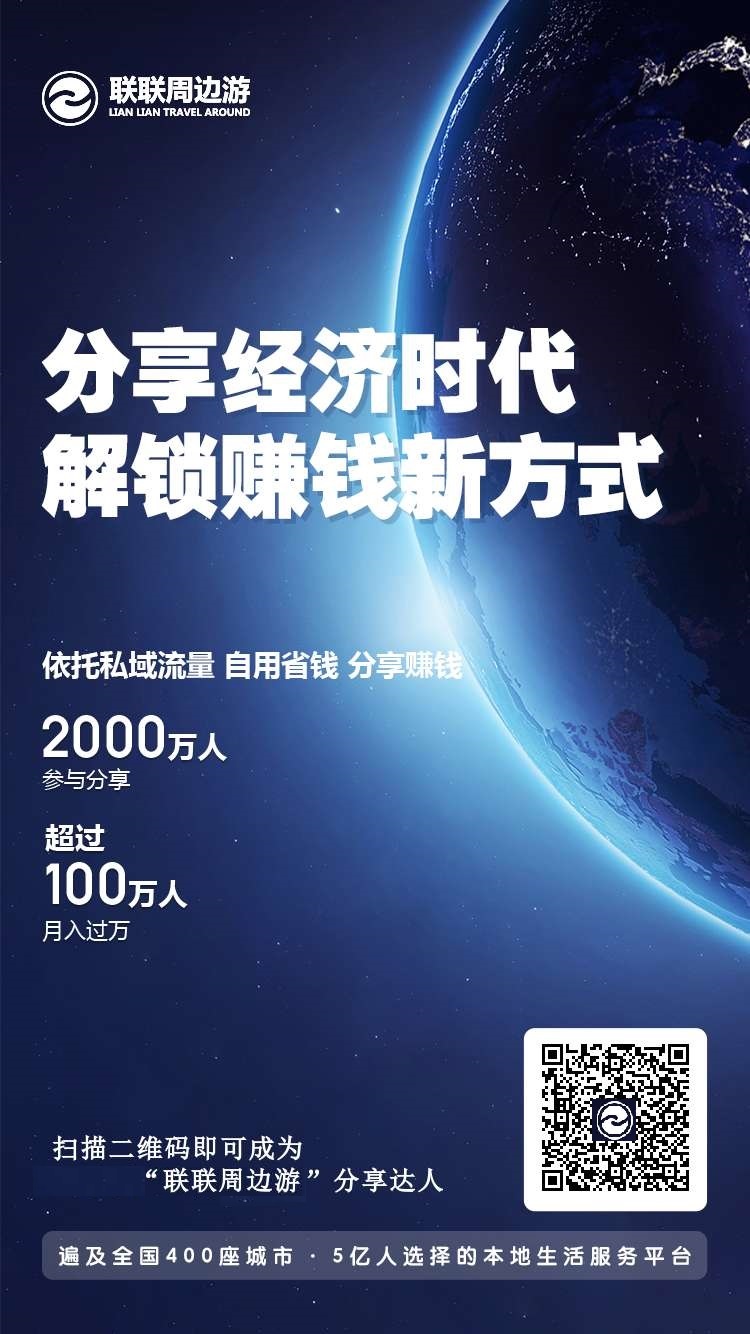 联联周边游
LIAN LIAN TRAVEL AROUND
分享经济时代
解锁赚钱新方式
依托私域流量 自用省钱 分享赚钱
2000万人
参与分享
超过
100万人
月入过万
扫描二维码即可成为
“联联周边游”分享达人
遍及全国400座城市 · 5亿人选择的本地生活服务平台